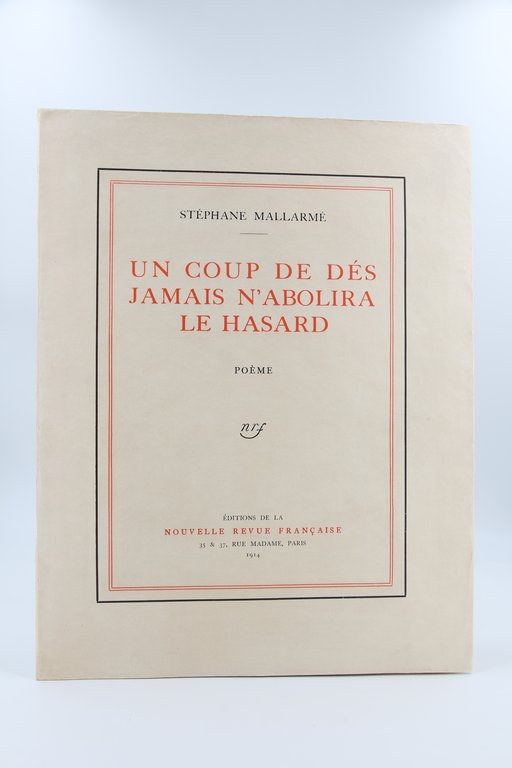 STÉPHANE MALLARMÉ
UN COUP DE DÉS
JAMAIS N'ABOLIRA
LE HASARD
POÈME
nrf
ÉDITIONS DE LA
NOUVELLE REVUE FRANÇAISE
35 & 37, RUE MADAME, PARIS
1914